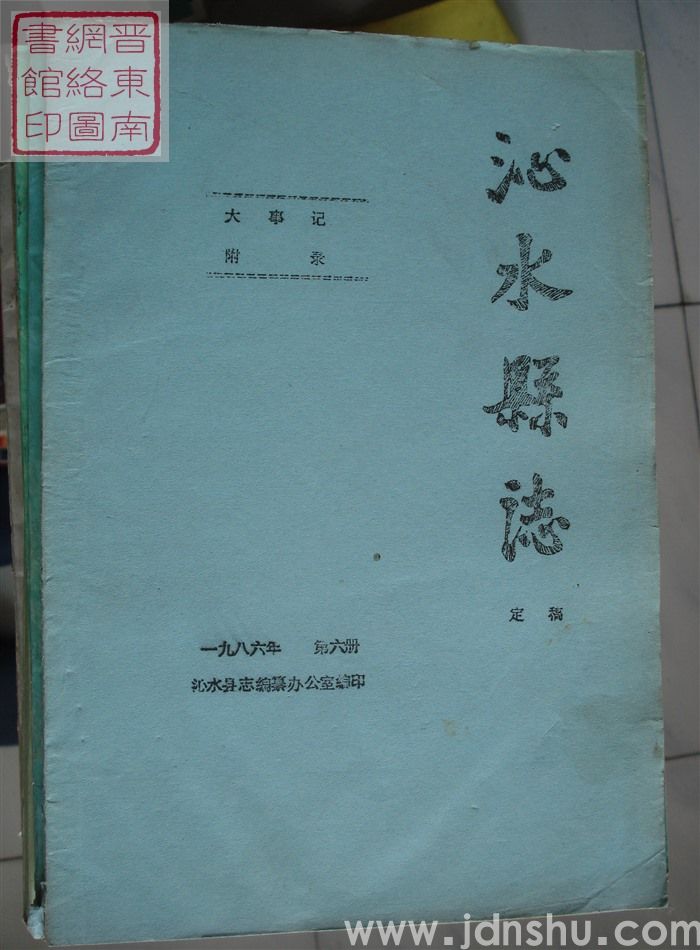 晋東南
網絡圖
書館印
沁水縣誌
定稿
大事记
附录
一九八六年 第六册
沁水县志编纂办公室编印
www.jdnshu.com